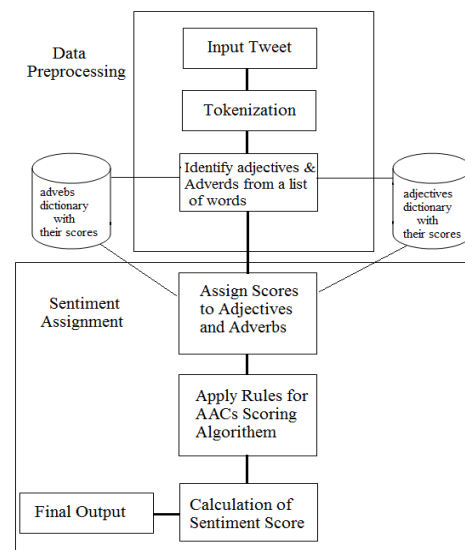 Data
Preprocessing
Input Tweet
Tokenization
Identify adjectives &
Adverds from a list
of words
advebs
dictionary
with
their scores
adjectives
dictionary
with
their scores
Sentiment
Assignment
Assign Scores
to Adjectives
and Adverbs
Apply Rules for
AACs Scoring
Algorithem
Calculation of
Sentiment Score
Final Output